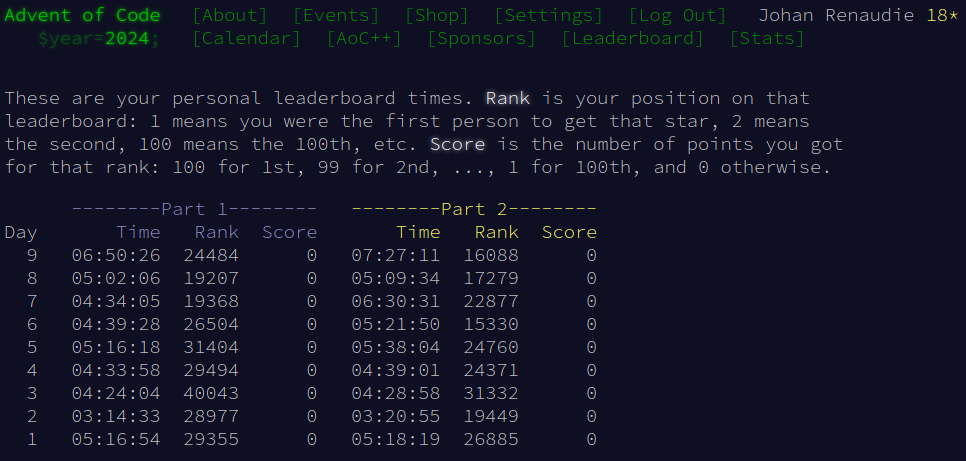 Advent of Code [About] [Events] [Shop] [Settings] [Log Out] Johan Renaudie 18*
$year=2024; [Calendar] [AoC++] [Sponsors] [Leaderboard] [Stats]
These are your personal leaderboard times. Rank is your position on that
leaderboard: 1 means you were the first person to get that star, 2 means
the second, 100 means the 100th, etc. Score is the number of points you got
for that rank: 100 for 1st, 99 for 2nd, ..., 1 for 100th, and 0 otherwise.
--------Part 1-------- --------Part 2--------
Day Time Rank Score Time Rank Score
9 06:50:26 24484 0 07:27:11 16088 0
8 05:02:06 19207 0 05:09:34 17279 0
7 04:34:05 19368 0 06:30:31 22877 0
6 04:39:28 26504 0 05:21:50 15330 0
5 05:16:18 31404 0 05:38:04 24760 0
4 04:33:58 29494 0 04:39:01 24371 0
3 04:24:04 40043 0 04:28:58 31332 0
2 03:14:33 28977 0 03:20:55 19449 0
1 05:16:54 29355 0 05:18:19 26885 0